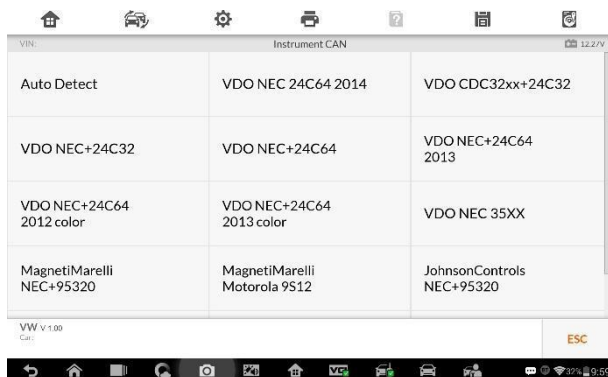 VIN: Instrument CAN 12.27V
Auto Detect VDO NEC 24C64 2014 VDO CDC32xx+24C32
VDO NEC+24C32 VDO NEC+24C64 VDO NEC+24C64
2013
VDO NEC+24C64 VDO NEC+24C64 VDO NEC 35XX
2012 color 2013 color
MagnetiMarelli MagnetiMarelli JohnsonControls
NEC+95320 Motorola 9S12 NEC+95320
VW V 1.00
Car:
ESC
32% 9:59